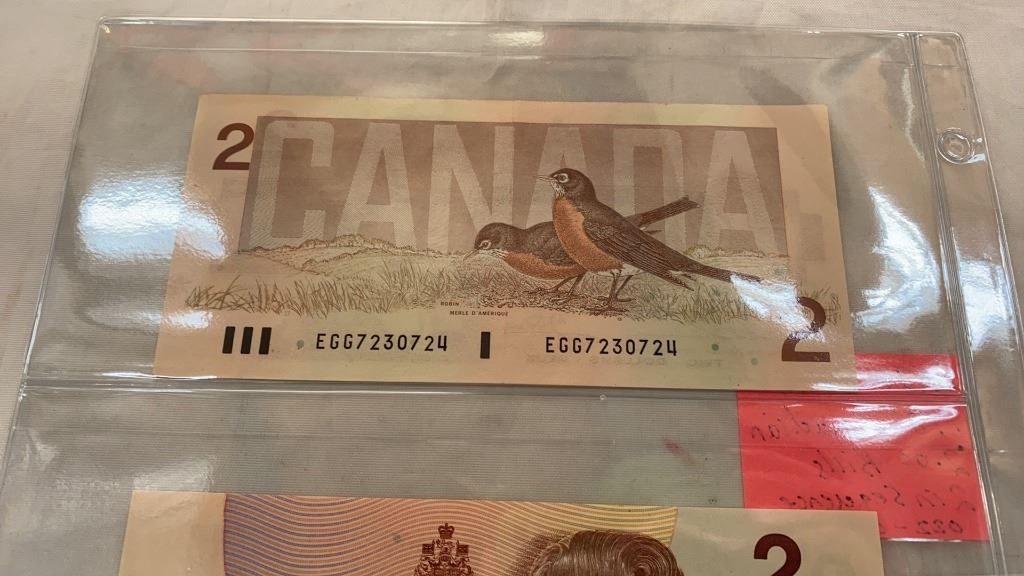 2 CANADA
ROBIN
MERLE D'AMÉRIQUE
EGG7230724 EGG7230724
2
2